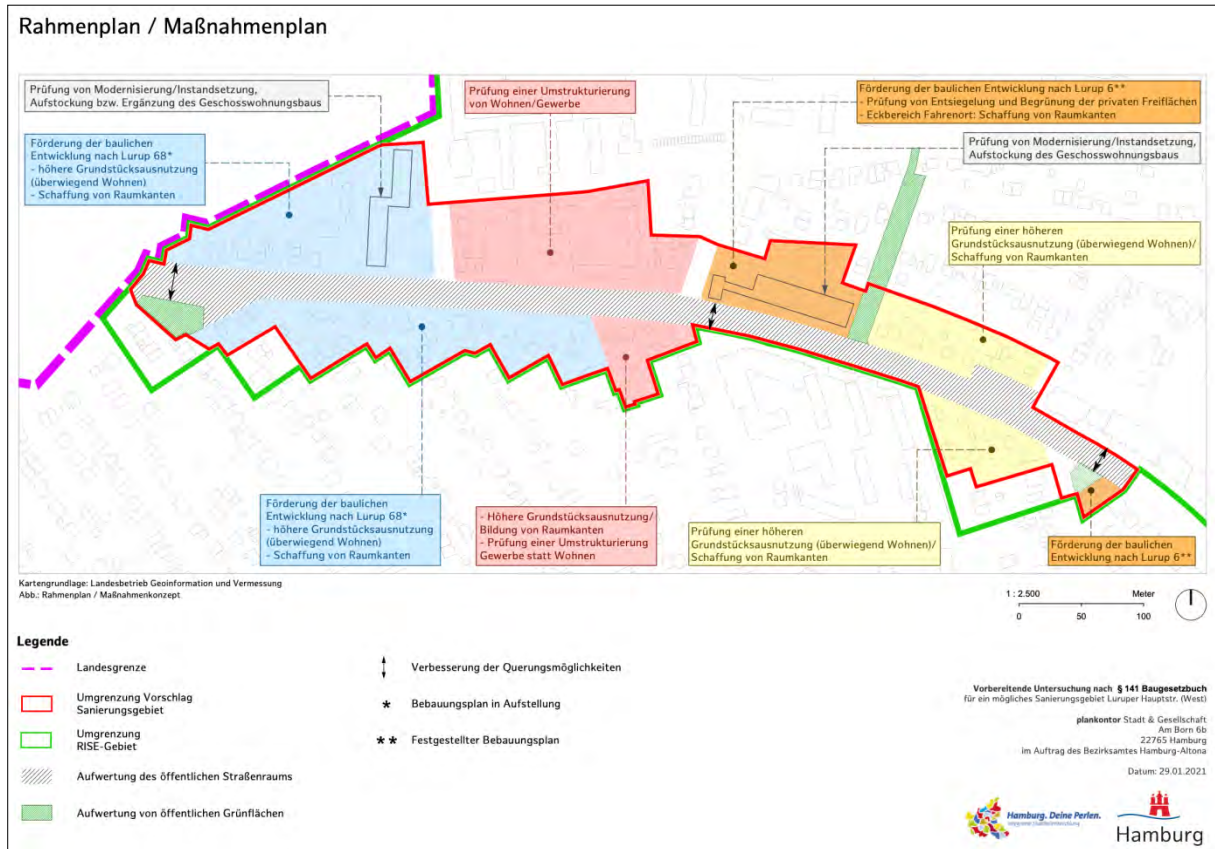 Rahmenplan / Maßnahmenplan
Prüfung von Modernisierung/Instandsetzung,
Aufstockung bzw. Ergänzung des Geschosswohnungsbaus
Prüfung einer Umstrukturierung
von Wohnen/Gewerbe
Förderung der baulichen Entwicklung nach Lurup 6**
- Prüfung von Entsiegelung und Begrünung der privaten Freiflächen
- Eckbereich Fahrenort: Schaffung von Raumkanten
Förderung der baulichen
Entwicklung nach Lurup 68*
- höhere Grundstücksausnutzung
(überwiegend Wohnen)
- Schaffung von Raumkanten
Prüfung von Modernisierung/Instandsetzung,
Aufstockung des Geschosswohnungsbaus
Prüfung einer höheren
Grundstücksausnutzung (überwiegend Wohnen)/
Schaffung von Raumkanten
Förderung der baulichen
Entwicklung nach Lurup 68*
- höhere Grundstücksausnutzung
(überwiegend Wohnen)
- Schaffung von Raumkanten
- Höhere Grundstücksausnutzung/
Bildung von Raumkanten
- Prüfung einer Umstrukturierung
Gewerbe statt Wohnen
Prüfung einer höheren
Grundstücksausnutzung (überwiegend Wohnen)/
Schaffung von Raumkanten
Förderung der baulichen
Entwicklung nach Lurup 6**
Kartengrundlage: Landesbetrieb Geoinformation und Vermessung
Abb.: Rahmenplan / Maßnahmenkonzept
1 : 2.500 Meter
0 50 100
Legende
Landesgrenze
Umgrenzung Vorschlag
Sanierungsgebiet
Umgrenzung
RISE-Gebiet
Aufwertung des öffentlichen Straßenraums
Aufwertung von öffentlichen Grünflächen
Verbesserung der Querungsmöglichkeiten
* Bebauungsplan in Aufstellung
** Festgestellter Bebauungsplan
Vorbereitende Untersuchung nach § 141 Baugesetzbuch
für ein mögliches Sanierungsgebiet Luruper Hauptstr. (West)
plankontor Stadt & Gesellschaft
Am Born 6b
22765 Hamburg
im Auftrag des Bezirksamtes Hamburg-Altona
Datum: 29.01.2021
Hamburg. Deine Perlen.
Hamburg